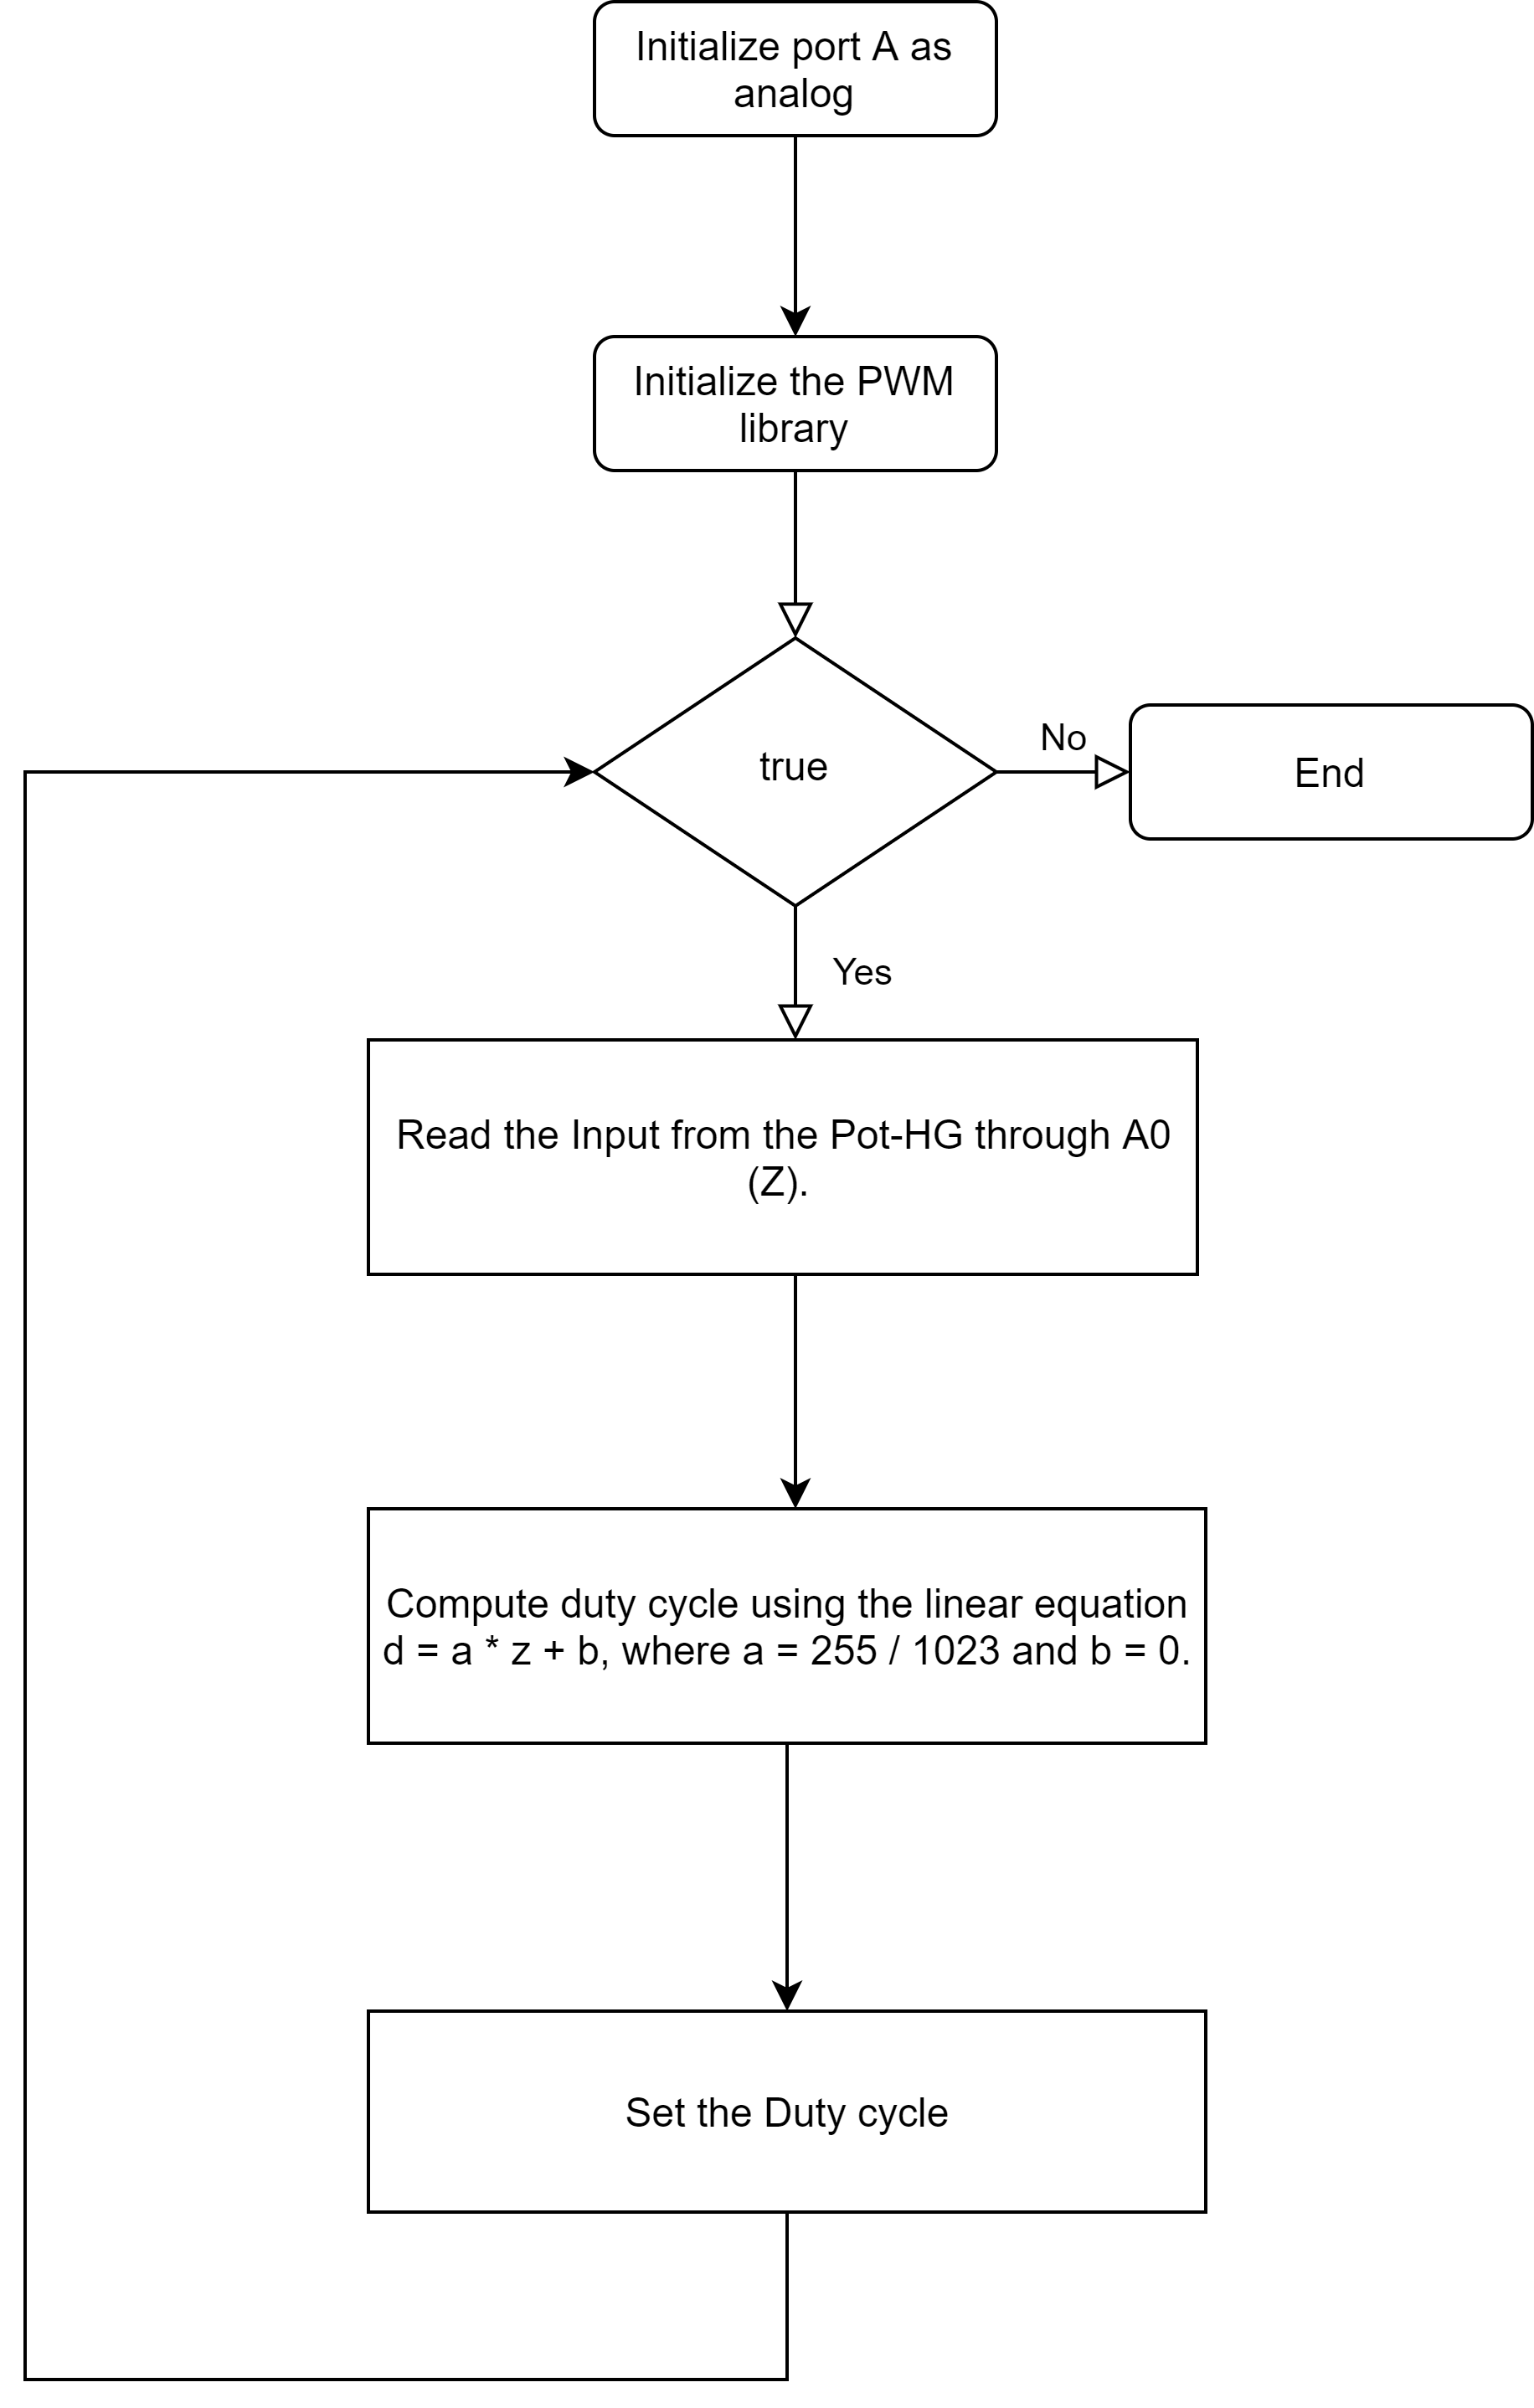 Initialize port A as
analog
Initialize the PWM
library
true
No
End
Yes
Read the Input from the Pot-HG through A0
(Z).
Compute duty cycle using the linear equation
d = a * z + b, where a = 255 / 1023 and b = 0.
Set the Duty cycle